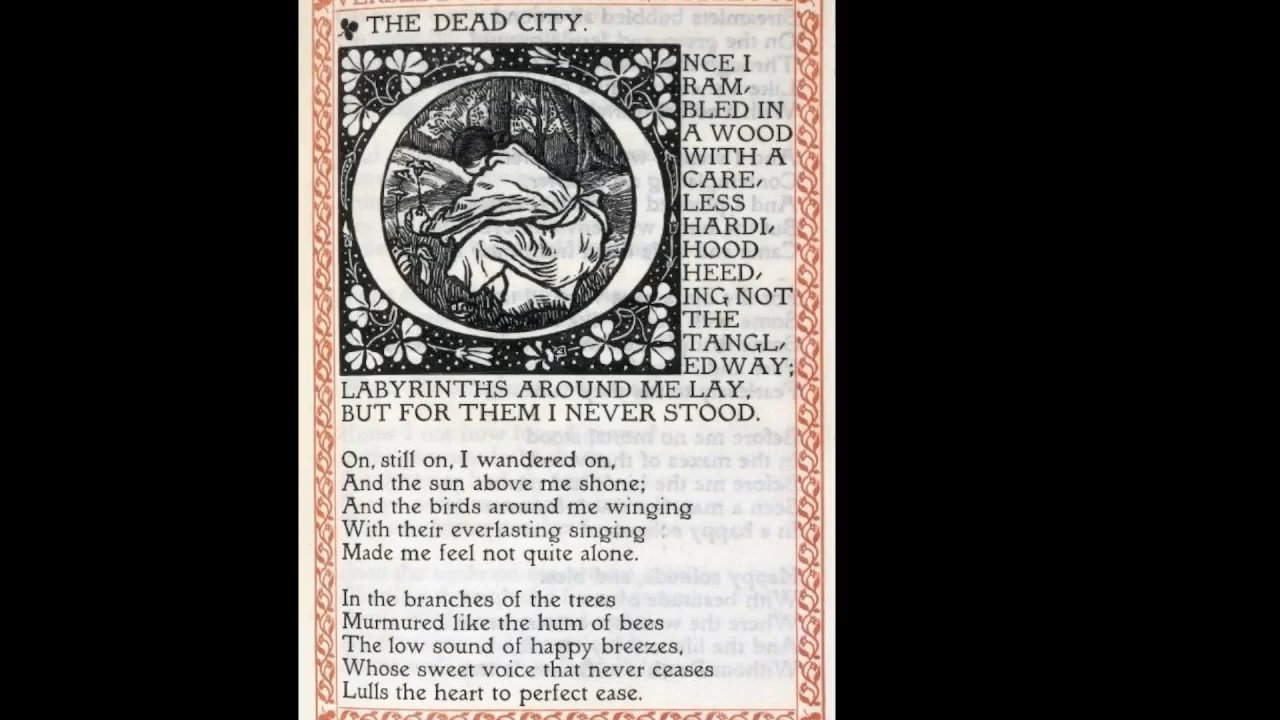 THE DEAD CITY.
ONCE I
RAM-
BLED IN
A WOOD
WITH A
CARE-
LESS
HARDI-
HOOD
HEED-
ING NOT
THE
TANGL-
ED WAY;
LABYRINTHS AROUND ME LAY,
BUT FOR THEM I NEVER STOOD.
On, still on, I wandered on,
And the sun above me shone;
And the birds around me winging
With their everlasting singing
Made me feel not quite alone.
In the branches of the trees
Murmured like the hum of bees
The low sound of happy breezes,
Whose sweet voice that never ceases
Lulls the heart to perfect ease.